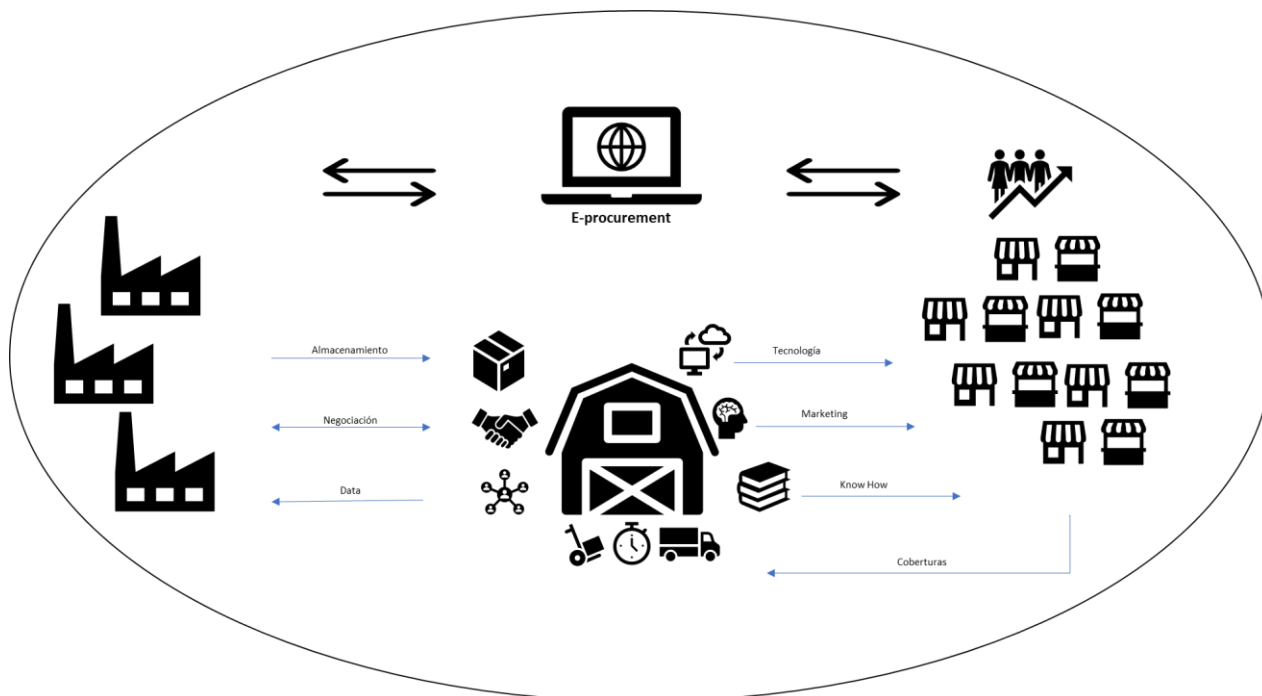 E-procurement
Almacenamiento
Tecnología
Negociación
Marketing
Data
Know How
Coberturas